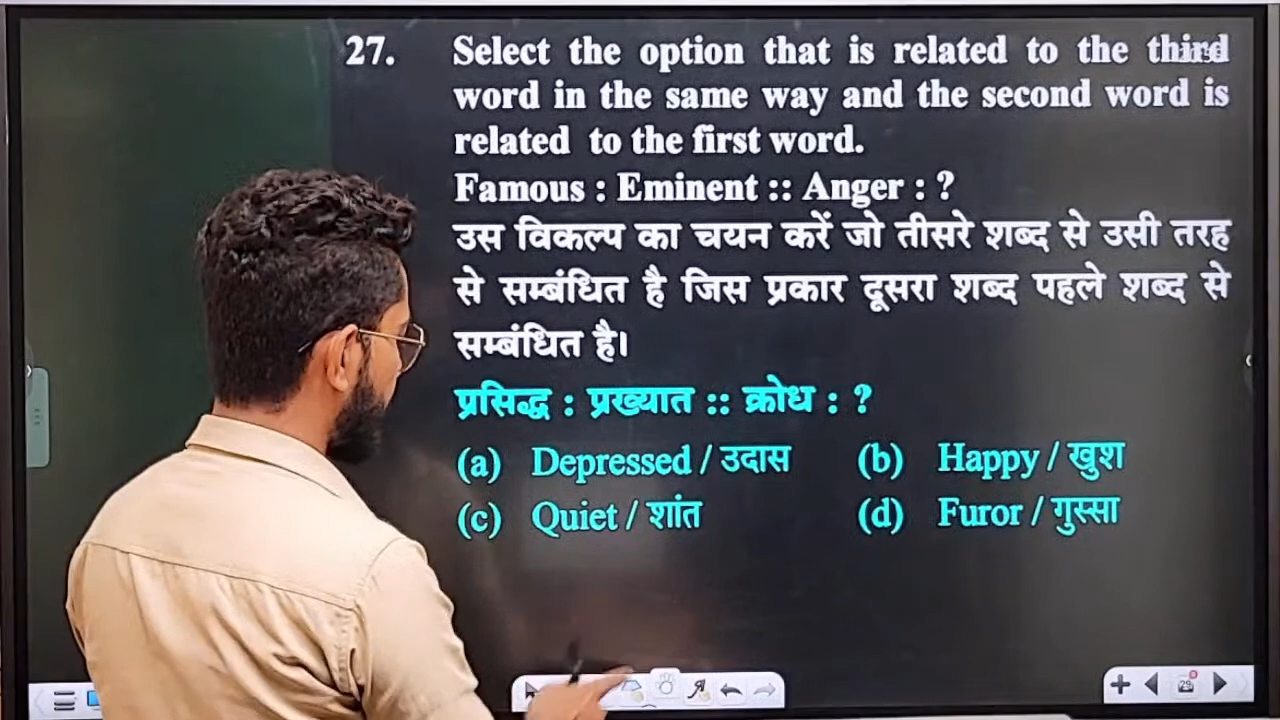 27. Select the option that is related to the third
word in the same way and the second word is
related to the first word.
Famous : Eminent :: Anger : ?
उस विकल्प का चयन करें जो तीसरे शब्द से उसी तरह
से सम्बंधित है जिस प्रकार दूसरा शब्द पहले शब्द से
सम्बंधित है।
प्रसिद्ध : प्रख्यात :: क्रोध : ?
(a) Depressed / उदास (b) Happy / खुश
(c) Quiet / शांत (d) Furor / गुस्सा
29